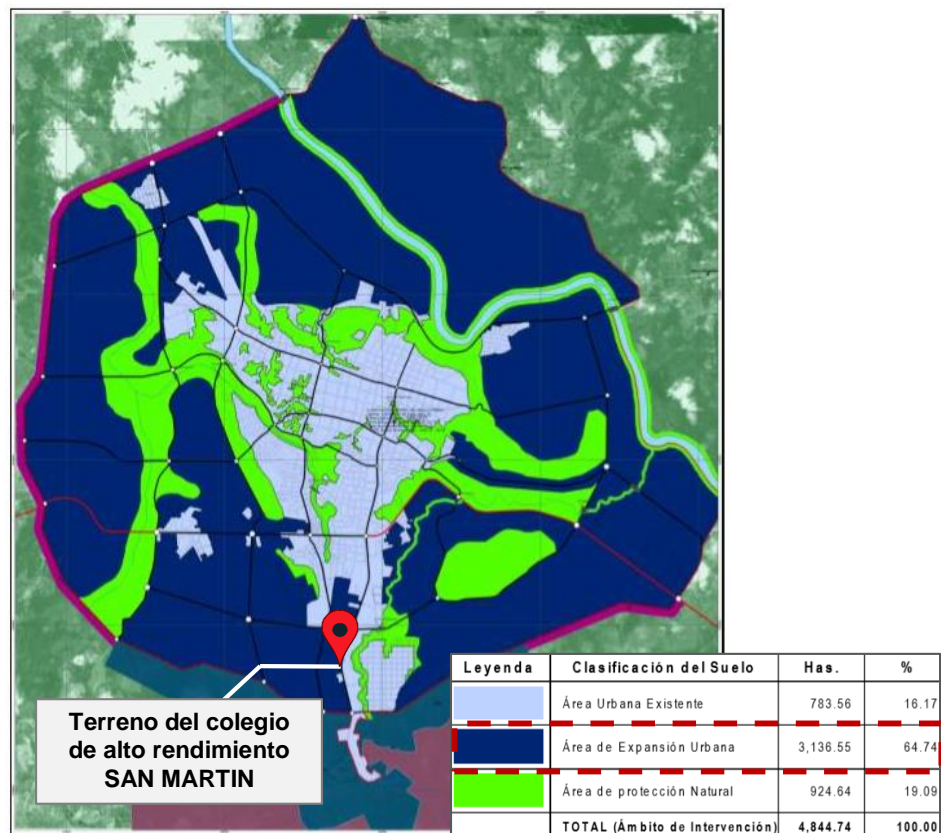 Terreno del colegio
de alto rendimiento
SAN MARTIN
Leyenda Clasificación del Suelo Has. %
Área Urbana Existente 783.56 16.17
Área de Expansión Urbana 3,136.55 64.74
Área de protección Natural 924.64 19.09
TOTAL (Ámbito de Intervención) 4,844.74 100.00